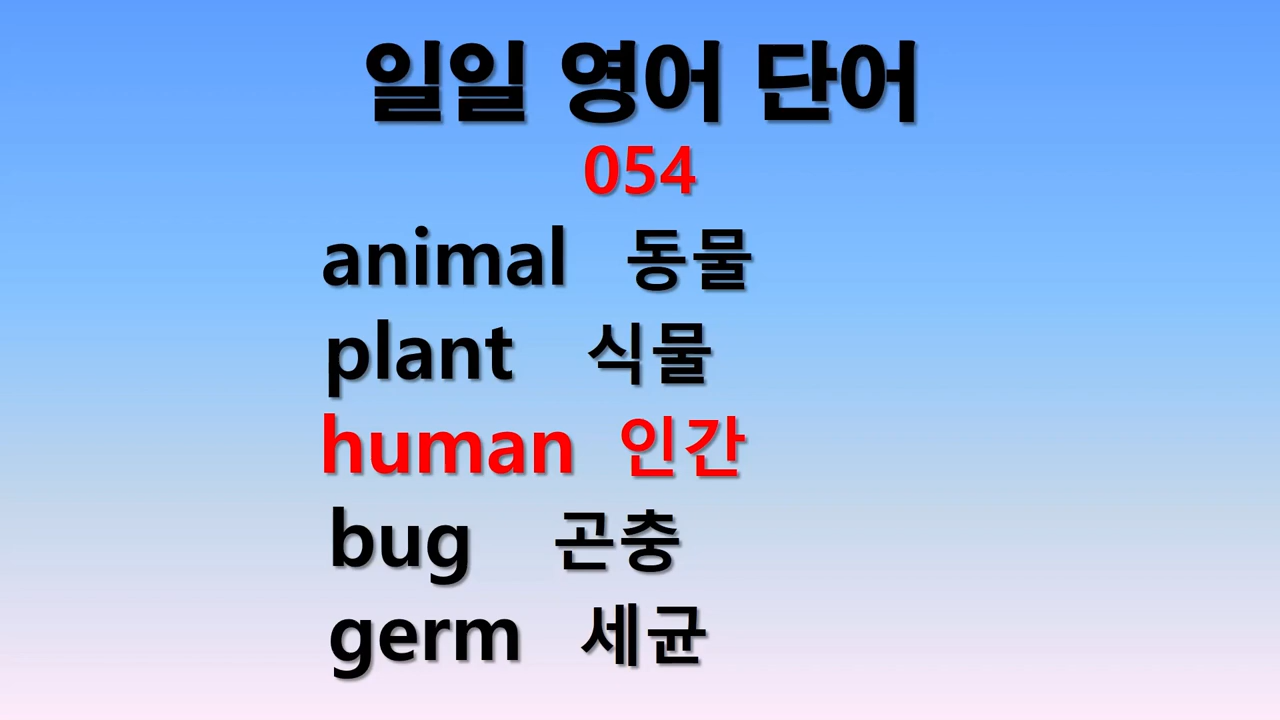 일일 영어 단어
054
animal 동물
plant 식물
human 인간
bug 곤충
germ 세균